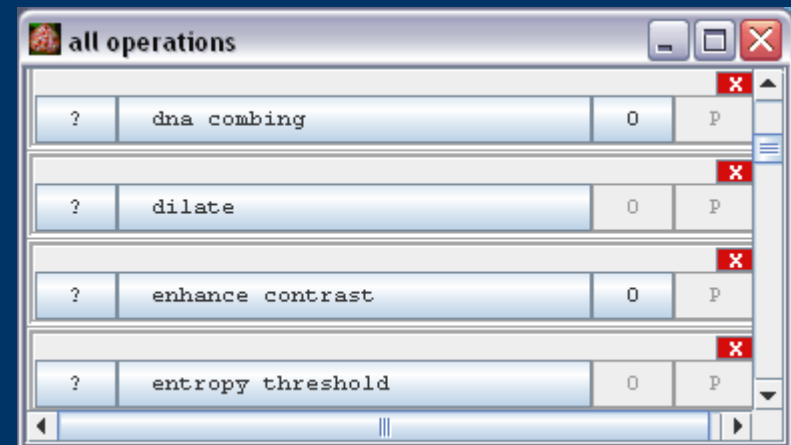 all operations
X
? dna combing O P
X
? dilate O P
X
? enhance contrast O P
X
? entropy threshold O P